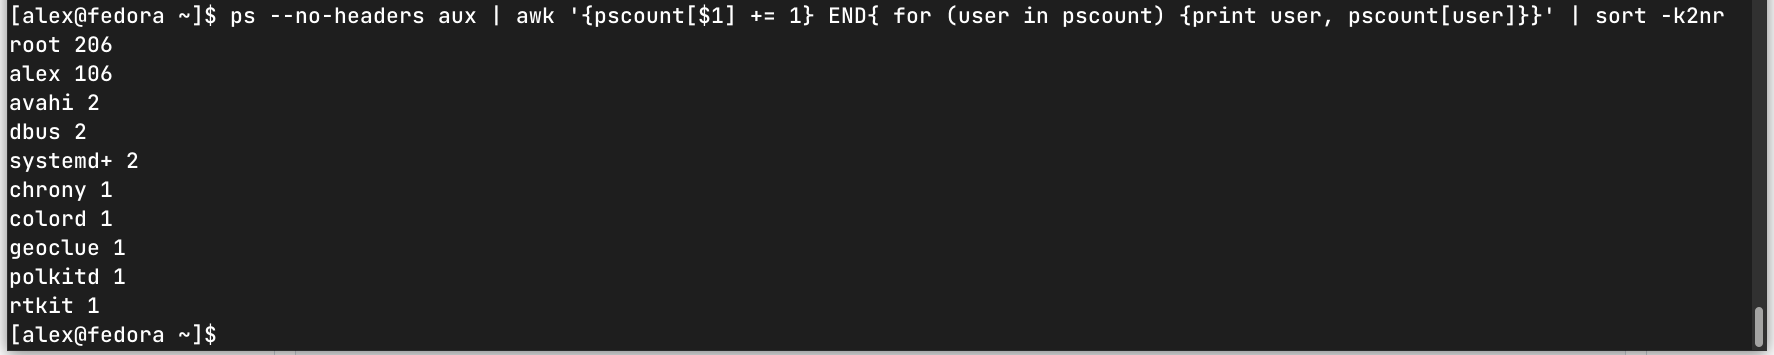 [alex@fedora ~]$ ps --no-headers aux | awk '{pscount[$1] += 1} END{ for (user in pscount) {print user, pscount[user]}}' | sort -k2nr
root 206
alex 106
avahi 2
dbus 2
systemd+ 2
chrony 1
colord 1
geoclue 1
polkitd 1
rtkit 1
[alex@fedora ~]$